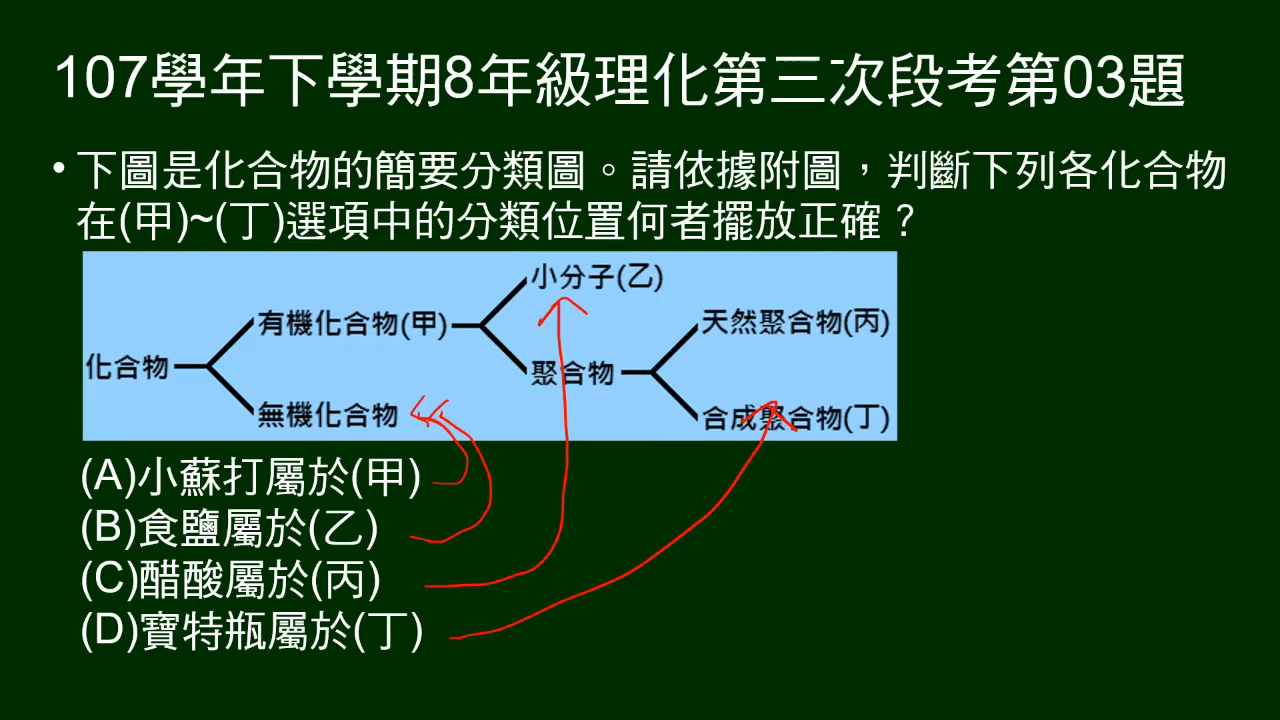 107學年下學期8年級理化第三次段考第03題
•下圖是化合物的簡要分類圖。請依據附圖，判斷下列各化合物
在(甲)~(丁)選項中的分類位置何者擺放正確？
小分子(乙)
有機化合物(甲)
天然聚合物(丙)
化合物
聚合物
無機化合物
合成聚合物(丁)
(A)小蘇打屬於(甲)
(B)食鹽屬於(乙)
(C)醋酸屬於(丙)
(D)寶特瓶屬於(丁)